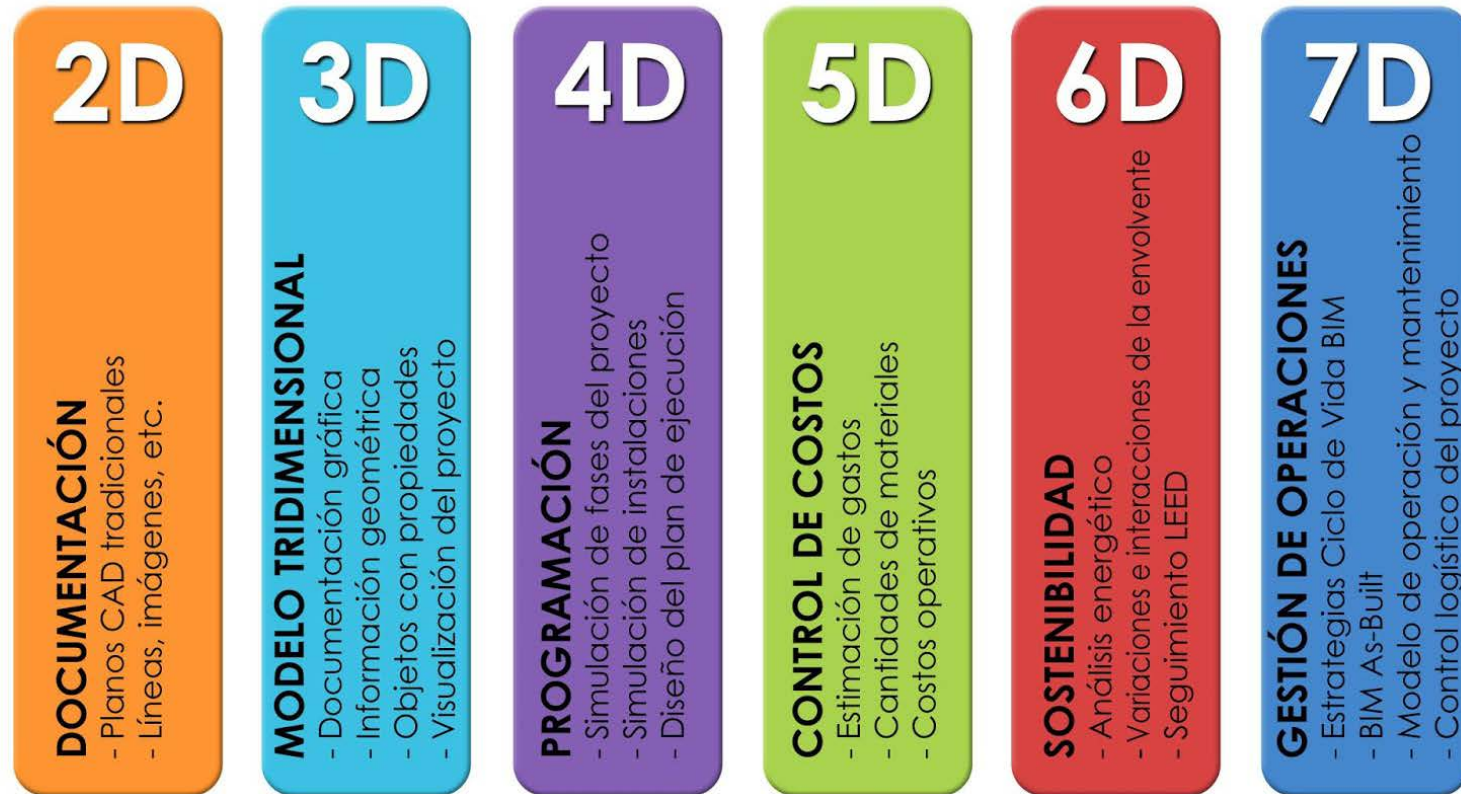 2D
DOCUMENTACIÓN
- Planos CAD tradicionales
- Líneas, imágenes, etc.
3D
MODELO TRIDIMENSIONAL
- Documentación gráfica
- Información geométrica
- Objetos con propiedades
- Visualización del proyecto
4D
PROGRAMACIÓN
- Simulación de fases del proyecto
- Simulación de instalaciones
- Diseño del plan de ejecución
5D
CONTROL DE COSTOS
- Estimación de gastos
- Cantidades de materiales
- Costos operativos
6D
SOSTENIBILIDAD
- Análisis energético
- Variaciones e interacciones de la envolvente
- Seguimiento LEED
7D
GESTIÓN DE OPERACIONES
- Estrategias Ciclo de Vida BIM
- BIM As-Built
- Modelo de operación y mantenimiento
- Control logístico del proyecto